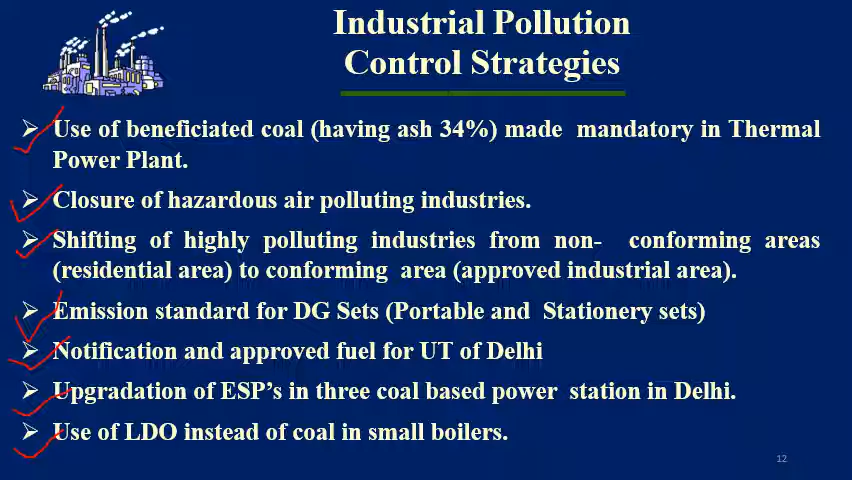 Industrial Pollution
Control Strategies
➢ Use of beneficiated coal (having ash 34%) made mandatory in Thermal
Power Plant.
➢ Closure of hazardous air polluting industries.
➢ Shifting of highly polluting industries from non- conforming areas
(residential area) to conforming area (approved industrial area).
➢ Emission standard for DG Sets (Portable and Stationery sets)
➢ Notification and approved fuel for UT of Delhi
➢ Upgradation of ESP's in three coal based power station in Delhi.
➢ Use of LDO instead of coal in small boilers.
12